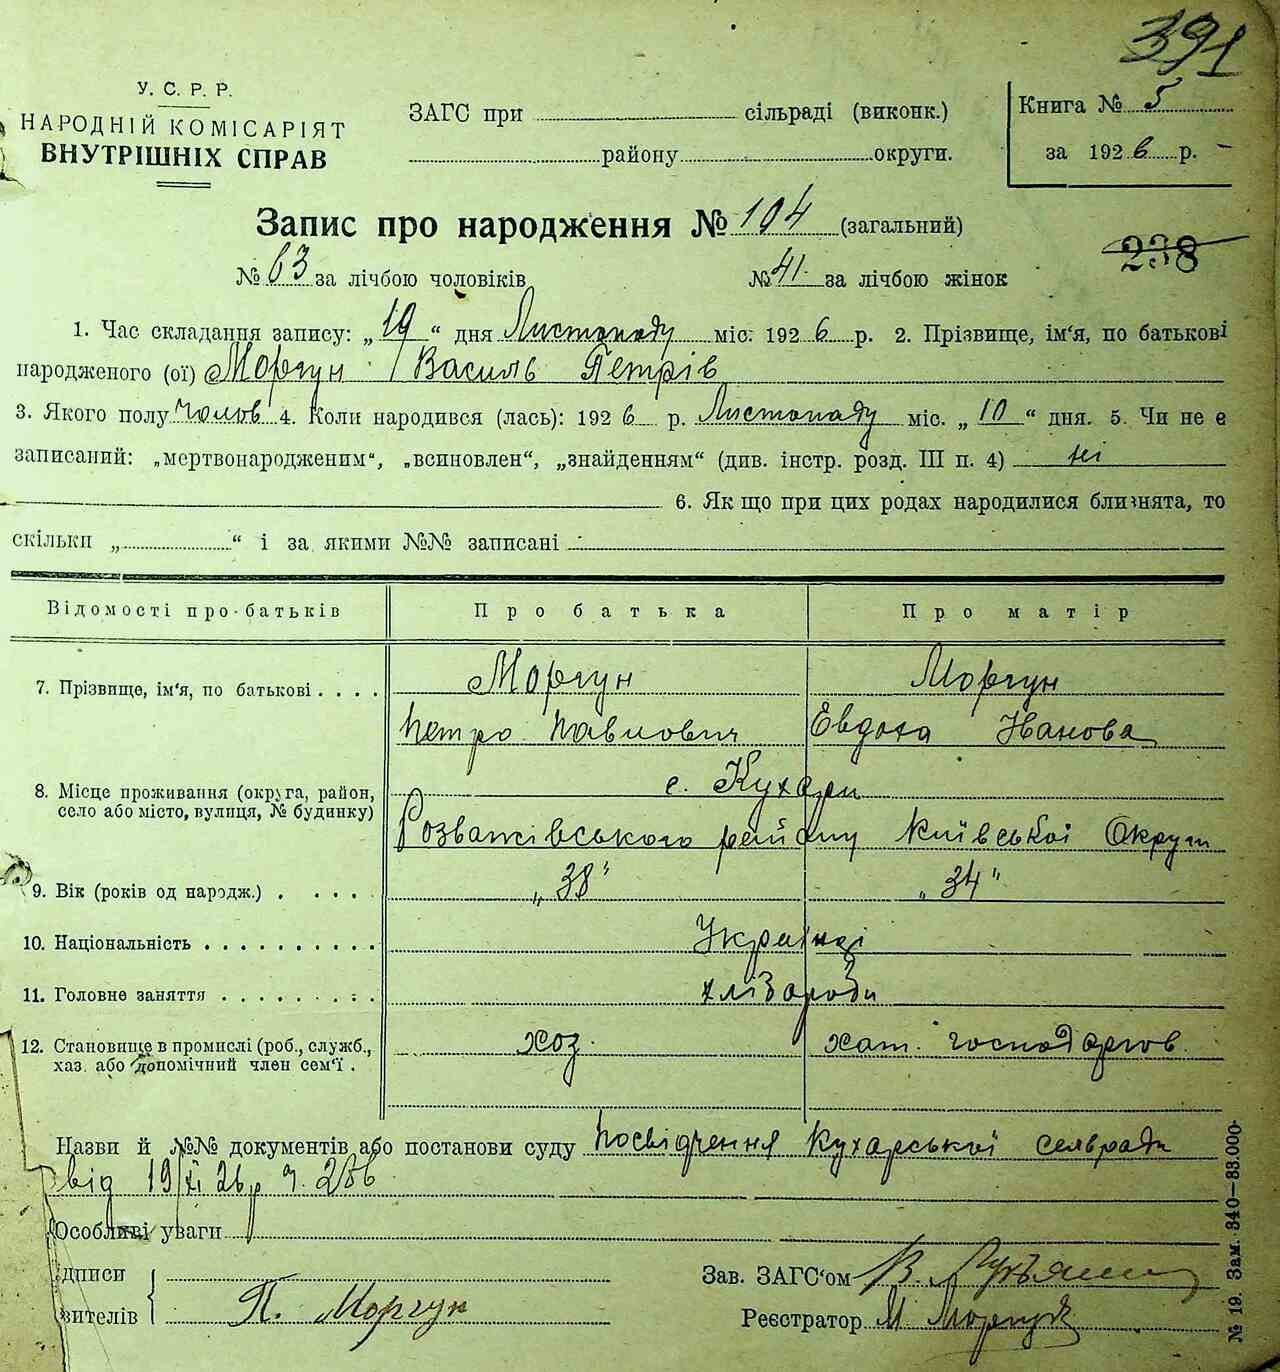 391
У. С. Р. Р.
НАРОДНІЙ КОМІСАРІЯТ
ВНУТРІШНІХ СПРАВ
ЗАГС при сільраді (виконк.)
району округи.
Книга № 5
за 1926 р.
Запис про народження № 104 (загальний)
238
№ 63 за лічбою чоловіків № 41 за лічбою жінок
1. Час складання запису: „19“ дня Листопаду міс. 1926 р. 2. Прізвище, ім‘я, по батькові
народженого (ої) Моргун Василь Петрів
3. Якого полу чолов 4. Коли народився (лась): 1926 р. Листопаду міс. „10“ дня. 5. Чи не є
записаний: „мертвонародженим“, „всиновлен“, „знайденням“ (див. інстр. розд. III п. 4) ні
6. Як що при цих родах народилися близнята, то
скільки „ “ і за якими №№ записані
Відомості про батьків Про батька Про матір
7. Прізвище, ім‘я, по батькові . . . . Моргун Моргун
Петро Павлович Евдоха Иванова
8. Місце проживання (округа, район, с. Кухари
село або місто, вулиця, № будинку)
Розважівського району Київської Округи
9. Вік (років од народж.) . . . . . „38“ „34“
10. Національність . . . . . . . . . . Українці
11. Головне заняття . . . . . . . . . хлібороби
12. Становище в промислі (роб., служб., хоз. хат. господарств
хаз. або допомічний член сем‘ї .
Назви й №№ документів або постанови суду Посвідчення Кухарської сельради
від 19/XI 26 р ч.
Особливі уваги
дписи
Зав. ЗАГС‘ом В.
вителів П. Моргун
Реєстратор М Моргун
№ 19. Зам. 340—83.000.